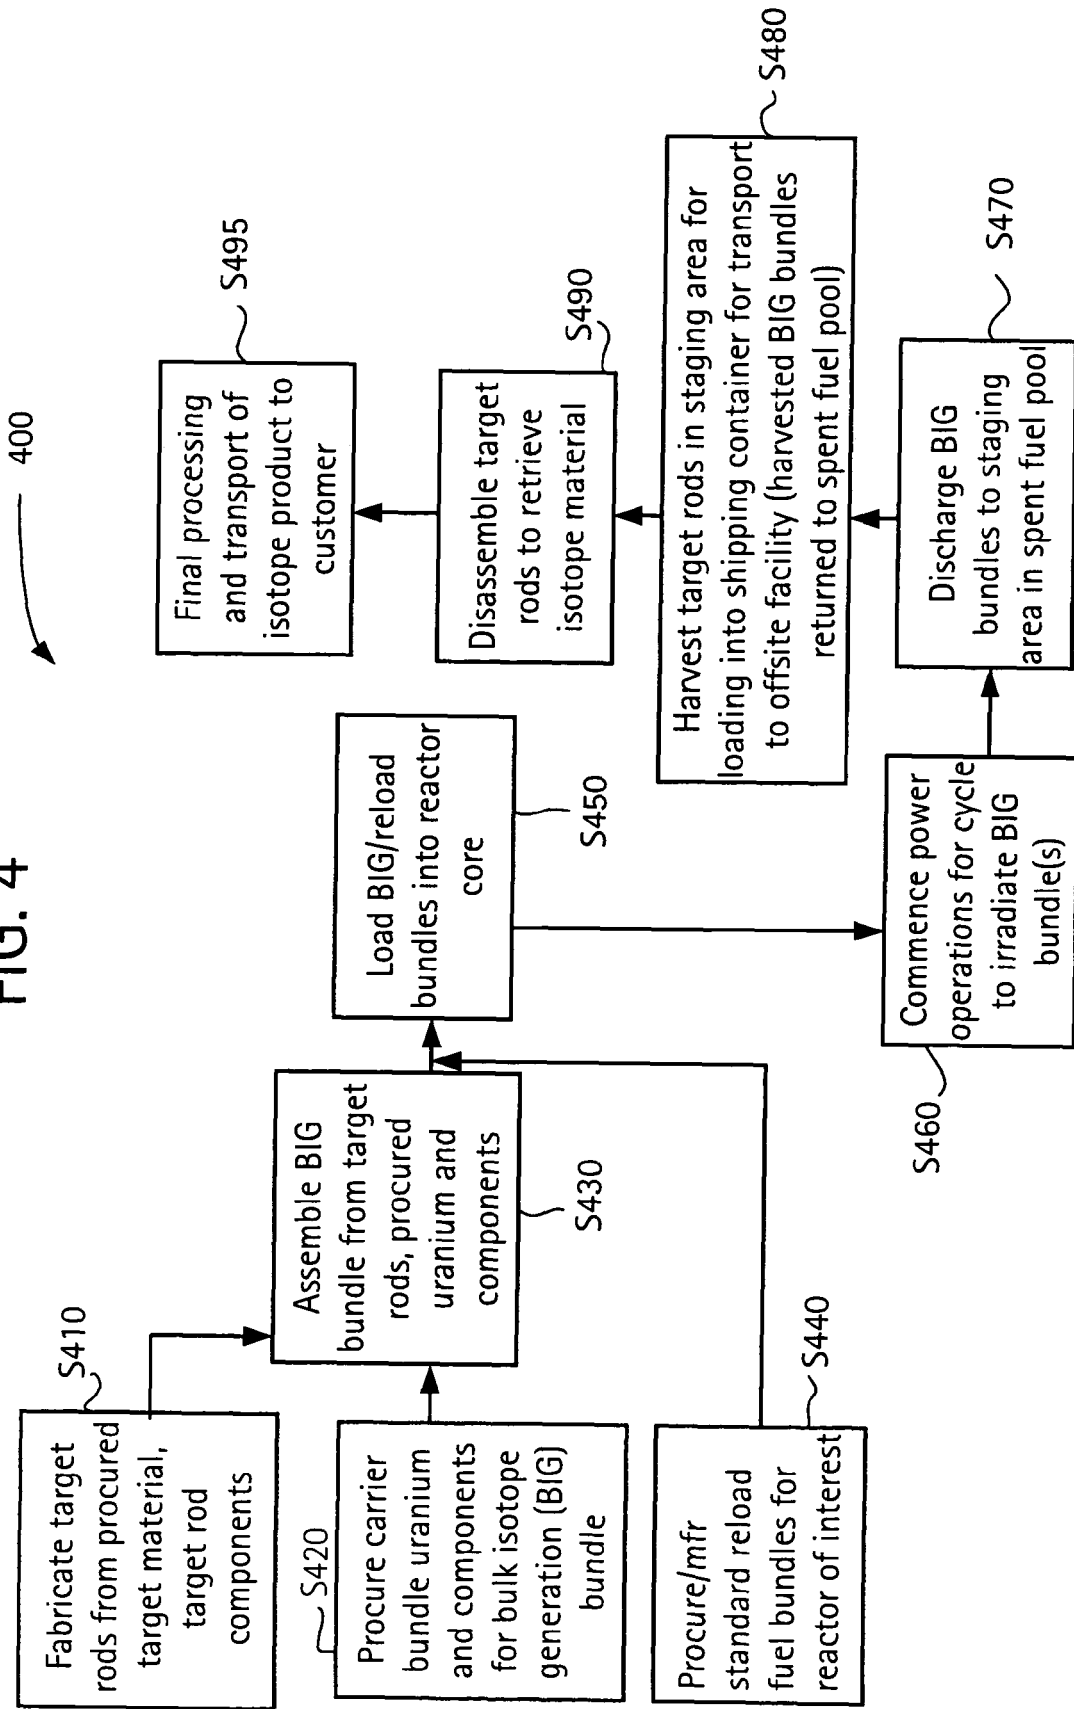 FIG. 4
400
Fabricate target
rods from procured
target material,
target rod
components
S410
Procure carrier
bundle uranium
and components
for bulk isotope
generation (BIG)
bundle
S420
Procure/mfr
standard reload
fuel bundles for
reactor of interest
S440
Assemble BIG
bundle from target
rods, procured
uranium and
components
S430
Load BIG/reload
bundles into reactor
core
S450
Commence power
operations for cycle
to irradiate BIG
bundle(s)
S460
Discharge BIG
bundles to staging
area in spent fuel pool
S470
Harvest target rods in staging area for
loading into shipping container for transport
to offsite facility (harvested BIG bundles
returned to spent fuel pool)
S480
Disassemble target
rods to retrieve
isotope material
S490
Final processing
and transport of
isotope product to
customer
S495